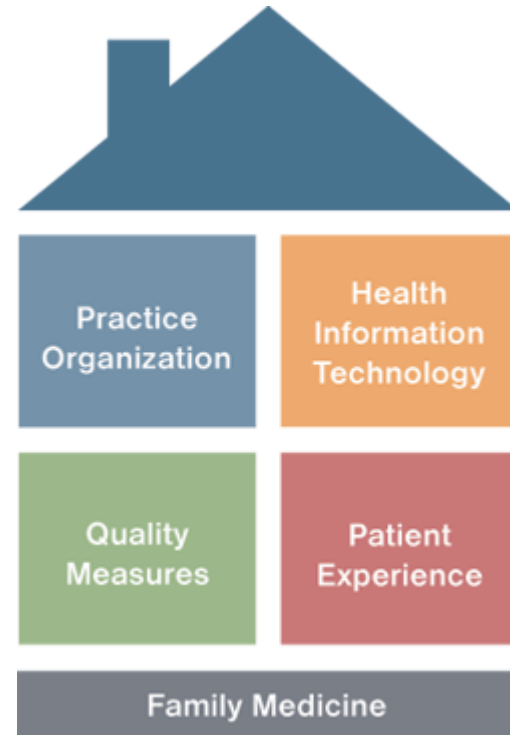 Practice
Organization
Health
Information
Technology
Quality
Measures
Patient
Experience
Family Medicine